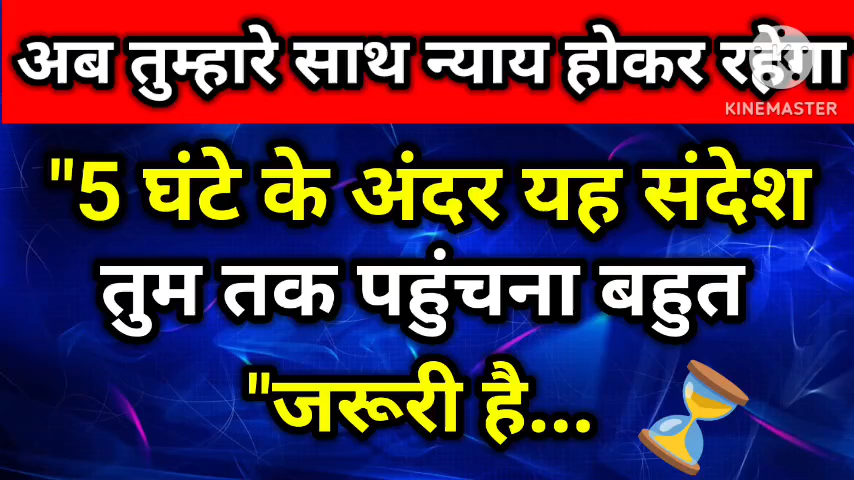 अब तुम्हारे साथ न्याय होकर रहेगा
KINEMASTER
"5 घंटे के अंदर यह संदेश
तुम तक पहुंचना बहुत
"जरूरी है...